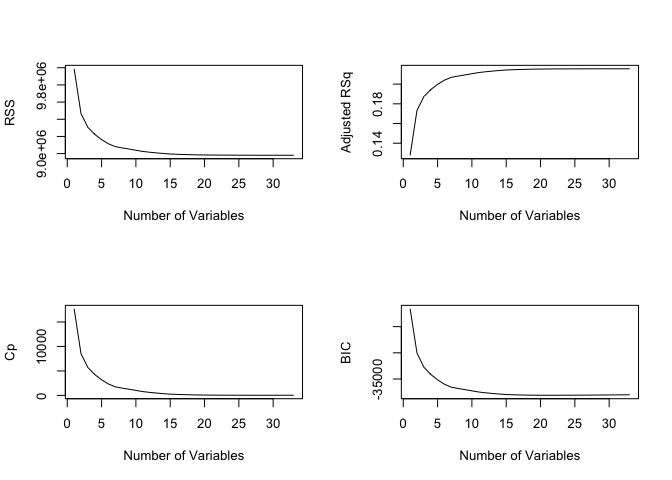 RSS
9.0e+06 9.8e+06
0 5 10 15 20 25 30
Number of Variables
Adjusted RSq
0.14 0.18
0 5 10 15 20 25 30
Number of Variables
Cp
0 10000
0 5 10 15 20 25 30
Number of Variables
BIC
-35000
0 5 10 15 20 25 30
Number of Variables